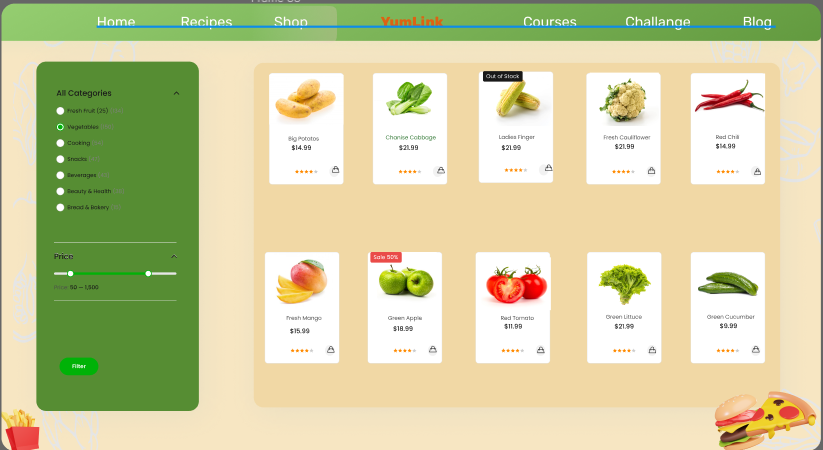 Home Recipes Shop YumLink Courses Challange Blog
All Categories
Fresh Fruit (25)
Vegetables
Cooking
Snacks
Beverages
Beauty & Health
Bread & Bakery
Price
Price: 50 — 1,500
Filter
Big Potatos
$14.99
Chanise Cabbage
$21.99
Out of Stock
Ladies Finger
$21.99
Fresh Cauliflower
$21.99
Red Chili
$14.99
Fresh Mango
$15.99
Sale 50%
Green Apple
$18.99
Red Tomato
$11.99
Green Littuce
$21.99
Green Cucumber
$9.99